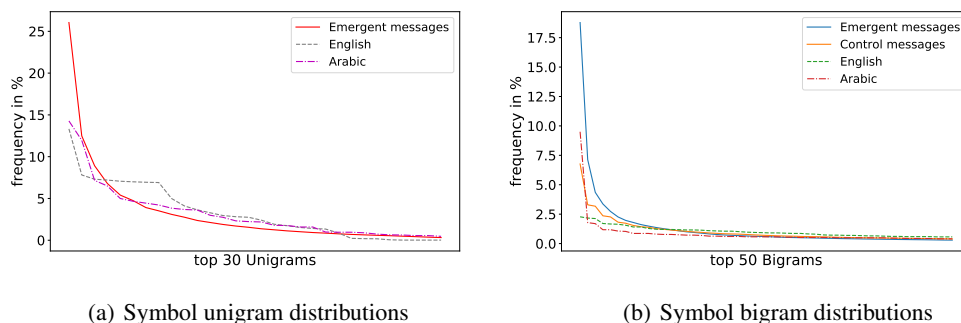 Emergent messages
English
Arabic
frequency in %
25
20
15
10
5
0
top 30 Unigrams
(a) Symbol unigram distributions
Emergent messages
Control messages
English
Arabic
frequency in %
17.5
15.0
12.5
10.0
7.5
5.0
2.5
0.0
top 50 Bigrams
(b) Symbol bigram distributions